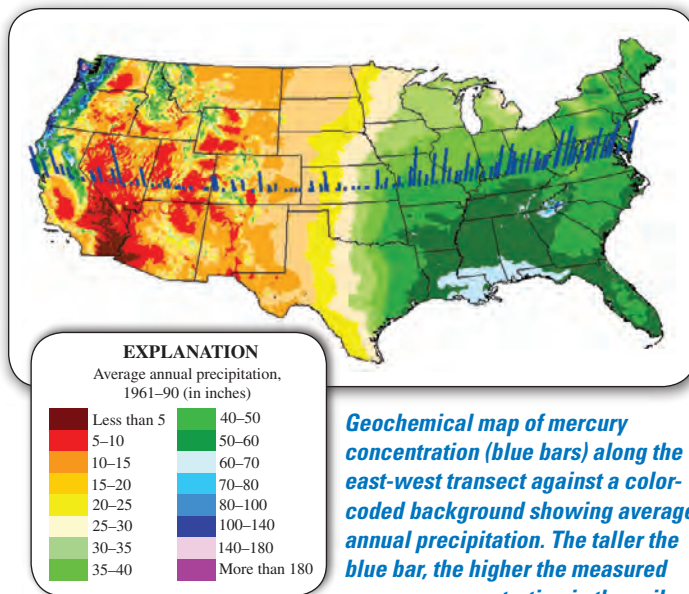 EXPLANATION
Average annual precipitation,
1961–90 (in inches)
Less than 5
5–10
10–15
15–20
20–25
25–30
30–35
35–40
40–50
50–60
60–70
70–80
80–100
100–140
140–180
More than 180
Geochemical map of mercury
concentration (blue bars) along the
east-west transect against a color-
coded background showing average
annual precipitation. The taller the
blue bar, the higher the measured